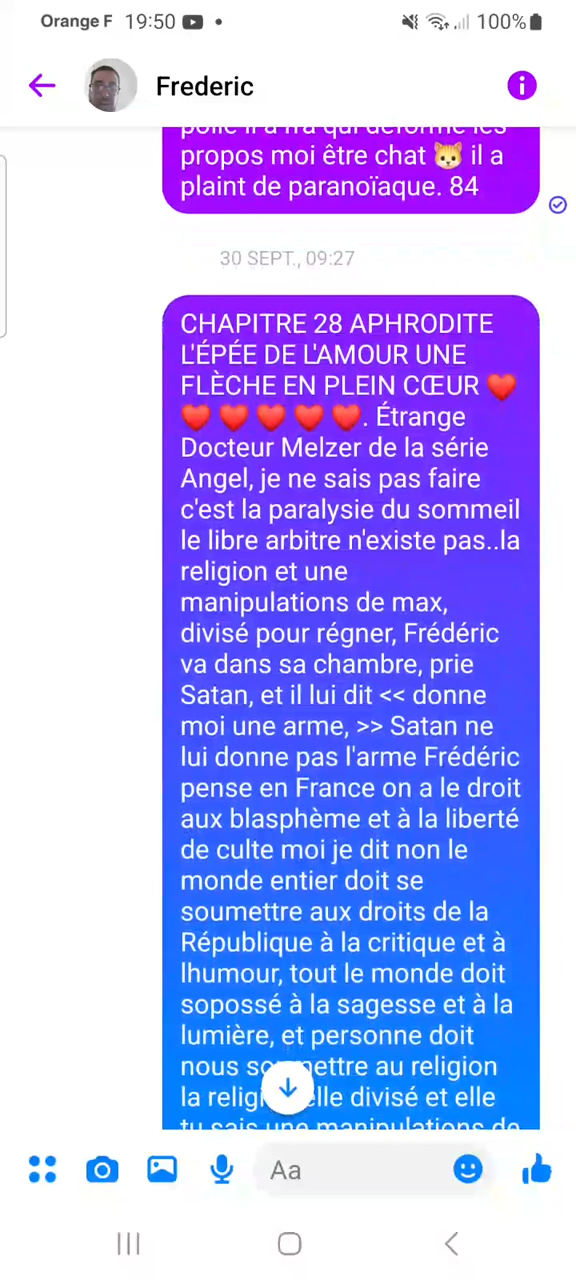 Orange F 19:50 100%
Frederic
propos moi être chat 🐱 il a
plaint de paranoïaque. 84
30 SEPT., 09:27
CHAPITRE 28 APHRODITE
L'ÉPÉE DE L'AMOUR UNE
FLÈCHE EN PLEIN CŒUR ❤️
❤️ ❤️ ❤️ ❤️ ❤️. Étrange
Docteur Melzer de la série
Angel, je ne sais pas faire
c'est la paralysie du sommeil
le libre arbitre n'existe pas..la
religion et une
manipulations de max,
divisé pour régner, Frédéric
va dans sa chambre, prie
Satan, et il lui dit << donne
moi une arme, >> Satan ne
lui donne pas l'arme Frédéric
pense en France on a le droit
aux blasphème et à la liberté
de culte moi je dit non le
monde entier doit se
soumettre aux droits de la
République à la critique et à
lhumour, tout le monde doit
sopossé à la sagesse et à la
lumière, et personne doit
nous au religion
la elle divisé et elle
tu sais une manipulations de
Aa